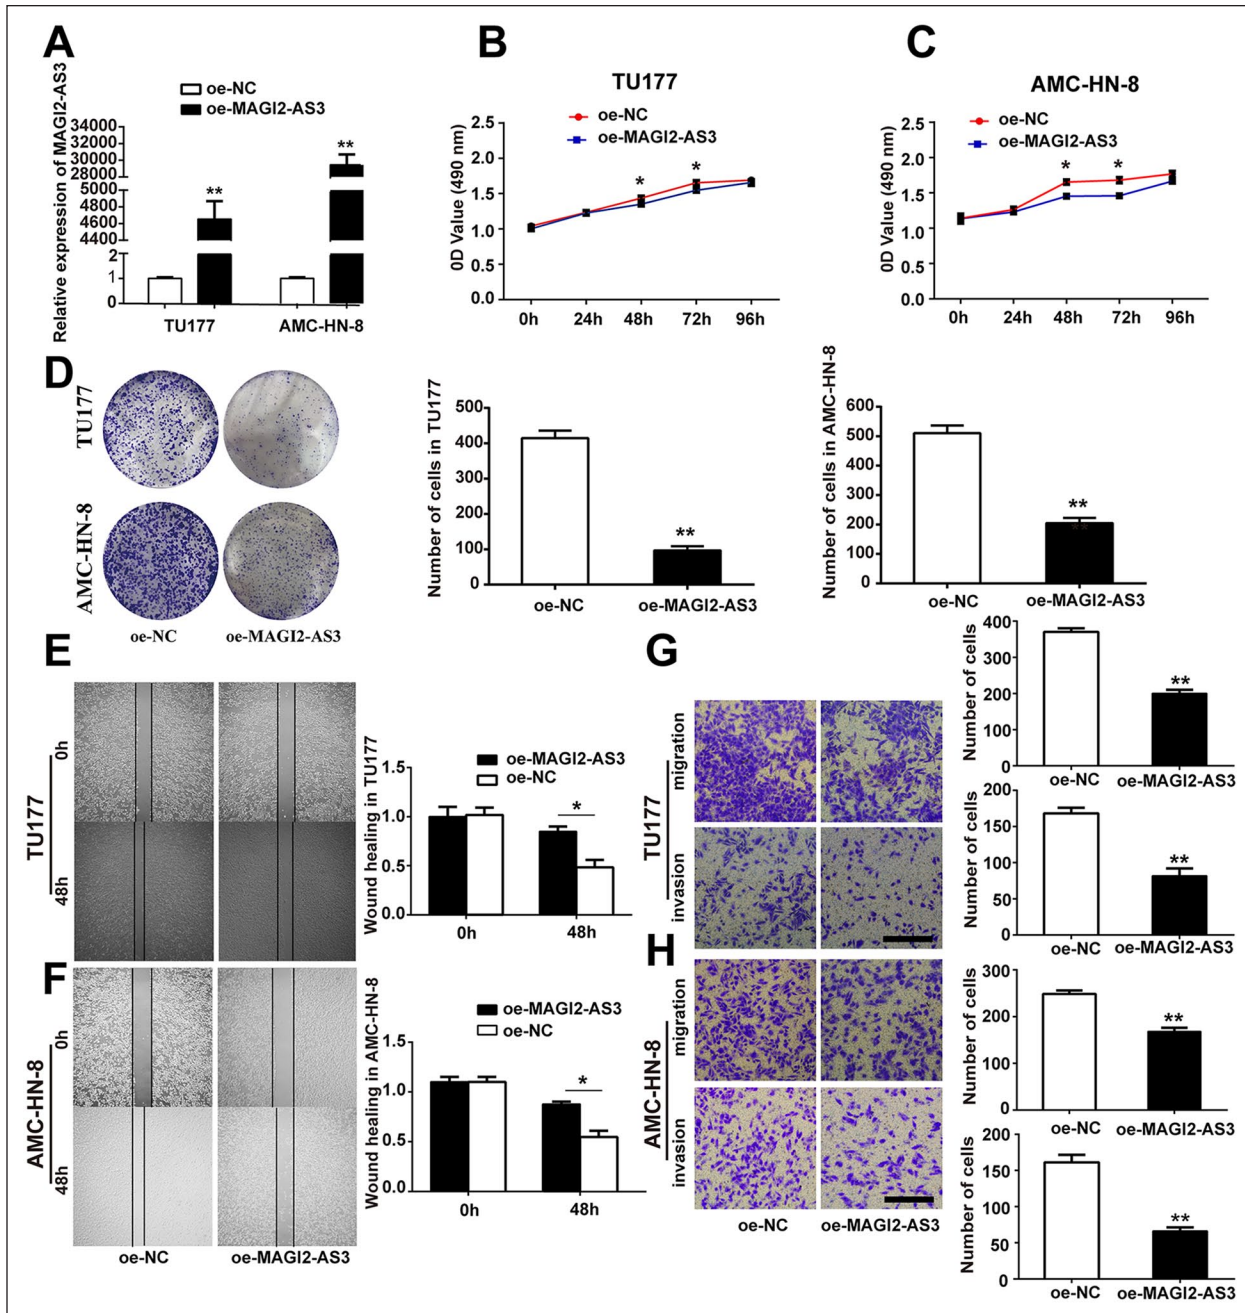 A
oe-NC
oe-MAGI2-AS3
Relative expression of MAGI2-AS3
34000
32000
30000
28000
5000
4800
4600
4400
2
1
0
**
**
TU177
AMC-HN-8
B
TU177
oe-NC
oe-MAGI2-AS3
0D Value (490 nm)
2.5
2.0
1.5
1.0
0.5
0.0
*
*
0h
24h
48h
72h
96h
C
AMC-HN-8
oe-NC
oe-MAGI2-AS3
0D Value (490 nm)
2.5
2.0
1.5
1.0
0.5
0.0
*
*
0h
24h
48h
72h
96h
D
TU177
AMC-HN-8
oe-NC
oe-MAGI2-AS3
Number of cells in TU177
500
400
300
200
100
0
**
oe-NC
oe-MAGI2-AS3
Number of cells in AMC-HN-8
600
500
400
300
200
100
0
**
oe-NC
oe-MAGI2-AS3
E
TU177
0h
48h
Wound healing in TU177
1.5
1.0
0.5
0.0
oe-MAGI2-AS3
oe-NC
*
0h
48h
F
AMC-HN-8
0h
48h
oe-NC
oe-MAGI2-AS3
Wound healing in AMC-HN-8
1.5
1.0
0.5
0.0
oe-MAGI2-AS3
oe-NC
*
0h
48h
G
TU177
migration
invasion
Number of cells
400
300
200
100
0
**
oe-NC
oe-MAGI2-AS3
Number of cells
200
150
100
50
0
**
oe-NC
oe-MAGI2-AS3
H
AMC-HN-8
migration
invasion
oe-NC
oe-MAGI2-AS3
Number of cells
300
200
100
0
**
oe-NC
oe-MAGI2-AS3
Number of cells
200
150
100
50
0
**
oe-NC
oe-MAGI2-AS3